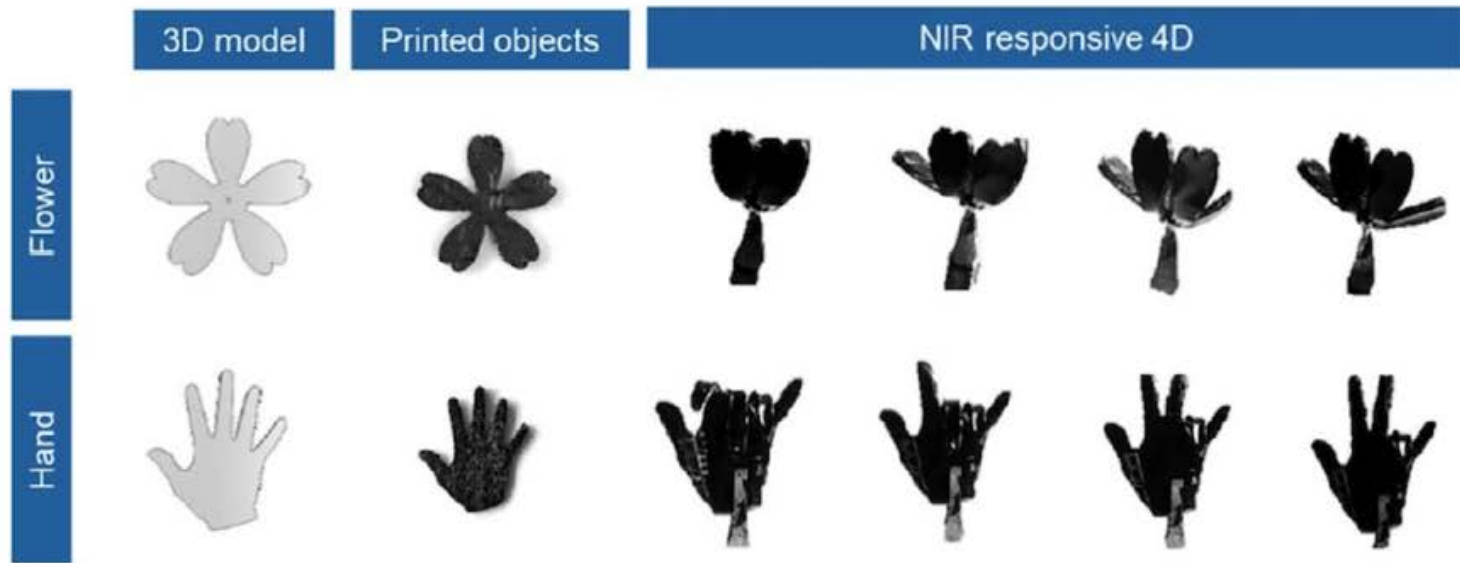 3D model
Printed objects
NIR responsive 4D
Flower
Hand